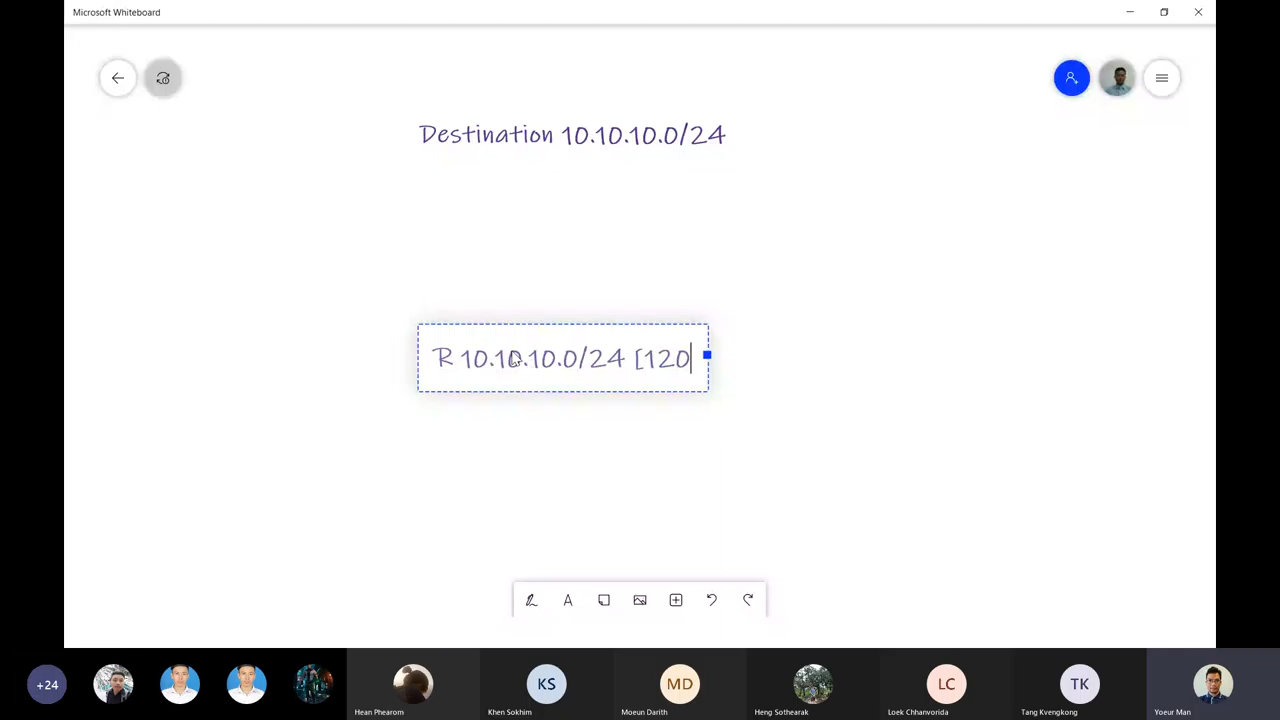 Microsoft Whiteboard
Destination 10.10.10.0/24
R 10.10.10.0/24 [120
+24
KS
MD
LC
TK
Hean Phearom
Khen Sokhim
Moeun Darith
Heng Sothearak
Loek Chhanvorida
Tang Kvengkong
Yoeur Man